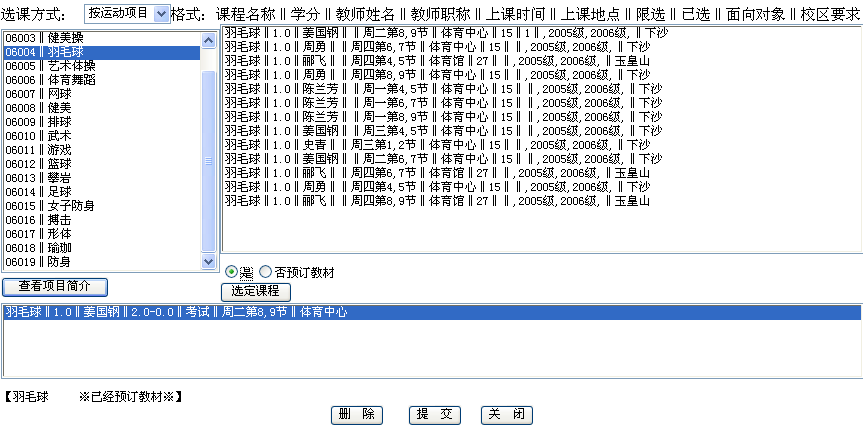 选课方式： 按运动项目 格式：课程名称‖学分‖教师姓名‖教师职称‖上课时间‖上课地点‖限选‖已选‖面向对象‖校区要求
06003‖健美操
06004‖羽毛球
06005‖艺术体操
06006‖体育舞蹈
06007‖网球
06008‖健美
06009‖排球
06010‖武术
06011‖游戏
06012‖篮球
06013‖攀岩
06014‖足球
06015‖女子防身
06016‖搏击
06017‖形体
06018‖瑜珈
06019‖防身
羽毛球‖1.0‖姜国钢‖‖周二第8,9节‖体育中心‖15‖1‖,2005级,2006级,‖下沙
羽毛球‖1.0‖周勇‖‖周四第6,7节‖体育中心‖15‖‖,2005级,2006级,‖下沙
羽毛球‖1.0‖郦飞‖‖周四第4,5节‖体育馆‖27‖‖,2005级,2006级,‖玉皇山
羽毛球‖1.0‖周勇‖‖周四第8,9节‖体育中心‖15‖‖,2005级,2006级,‖下沙
羽毛球‖1.0‖陈兰芳‖‖周一第4,5节‖体育中心‖15‖‖,2005级,2006级,‖下沙
羽毛球‖1.0‖陈兰芳‖‖周一第6,7节‖体育中心‖15‖‖,2005级,2006级,‖下沙
羽毛球‖1.0‖陈兰芳‖‖周一第8,9节‖体育中心‖15‖‖,2005级,2006级,‖下沙
羽毛球‖1.0‖姜国钢‖‖周三第4,5节‖体育中心‖15‖‖,2005级,2006级,‖下沙
羽毛球‖1.0‖史青‖‖周三第1,2节‖体育中心‖15‖‖,2005级,2006级,‖下沙
羽毛球‖1.0‖姜国钢‖‖周二第6,7节‖体育中心‖15‖‖,2005级,2006级,‖下沙
羽毛球‖1.0‖郦飞‖‖周四第6,7节‖体育馆‖27‖‖,2005级,2006级,‖玉皇山
羽毛球‖1.0‖周勇‖‖周四第4,5节‖体育中心‖15‖‖,2005级,2006级,‖下沙
羽毛球‖1.0‖郦飞‖‖周四第8,9节‖体育馆‖27‖‖,2005级,2006级,‖玉皇山
是 否预订教材
查看项目简介 选定课程
羽毛球‖1.0‖姜国钢‖2.0-0.0‖考试‖周二第8,9节‖体育中心
【羽毛球 ※已经预订教材※】
删 除 提 交 关 闭